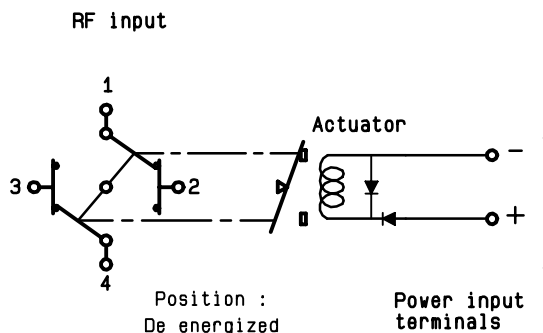 RF input
1
Actuator
-
3
2
+
4
Position :
De energized
Power input
terminals